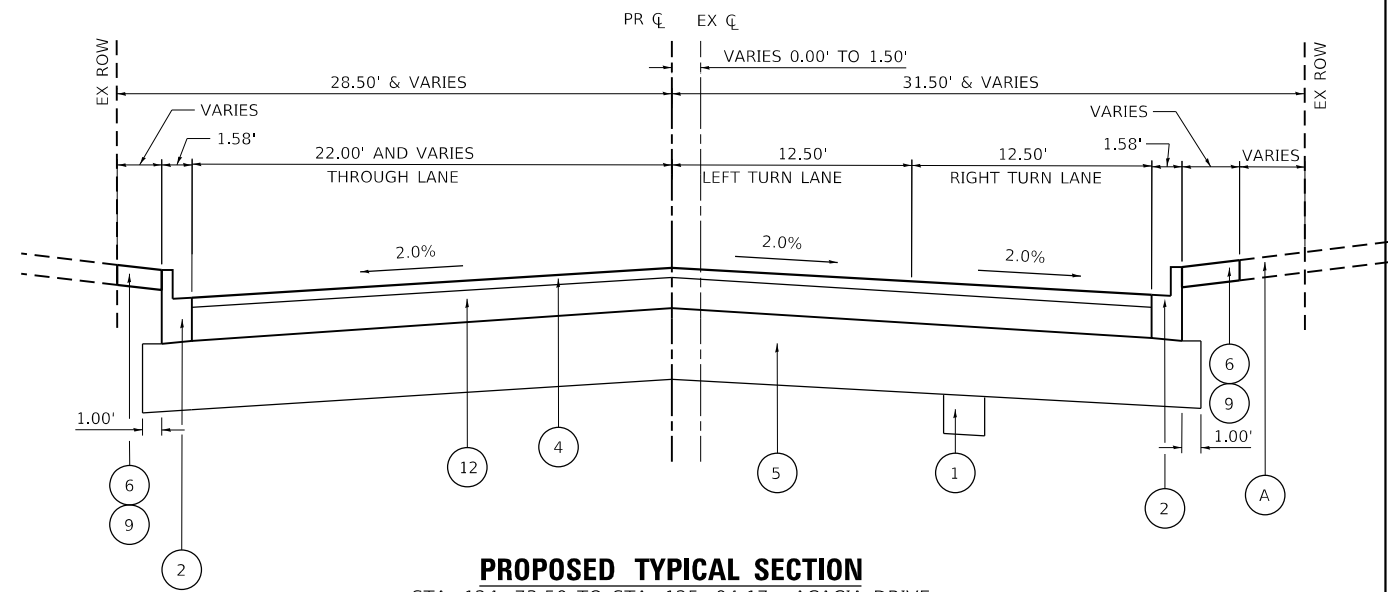 PR ℄ EX ℄
EX ROW
VARIES 0.00' TO 1.50'
28.50' & VARIES
31.50' & VARIES
EX ROW
VARIES
VARIES
1.58'
22.00' AND VARIES
THROUGH LANE
12.50'
LEFT TURN LANE
12.50'
RIGHT TURN LANE
1.58'
VARIES
2.0%
2.0%
2.0%
1.00'
1.00'
6
9
2
12
4
5
1
2
6
9
A
PROPOSED TYPICAL SECTION